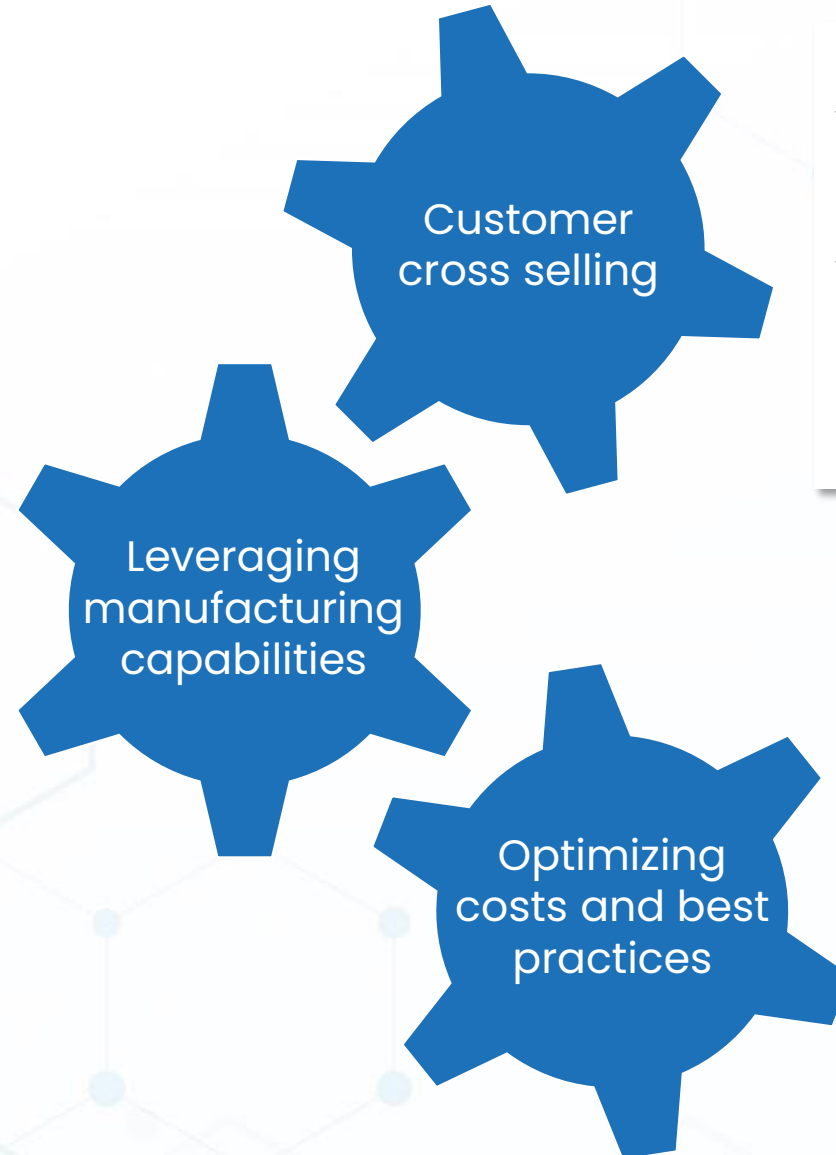 Customer
cross selling
Leveraging
manufacturing
capabilities
Optimizing
costs and best
practices